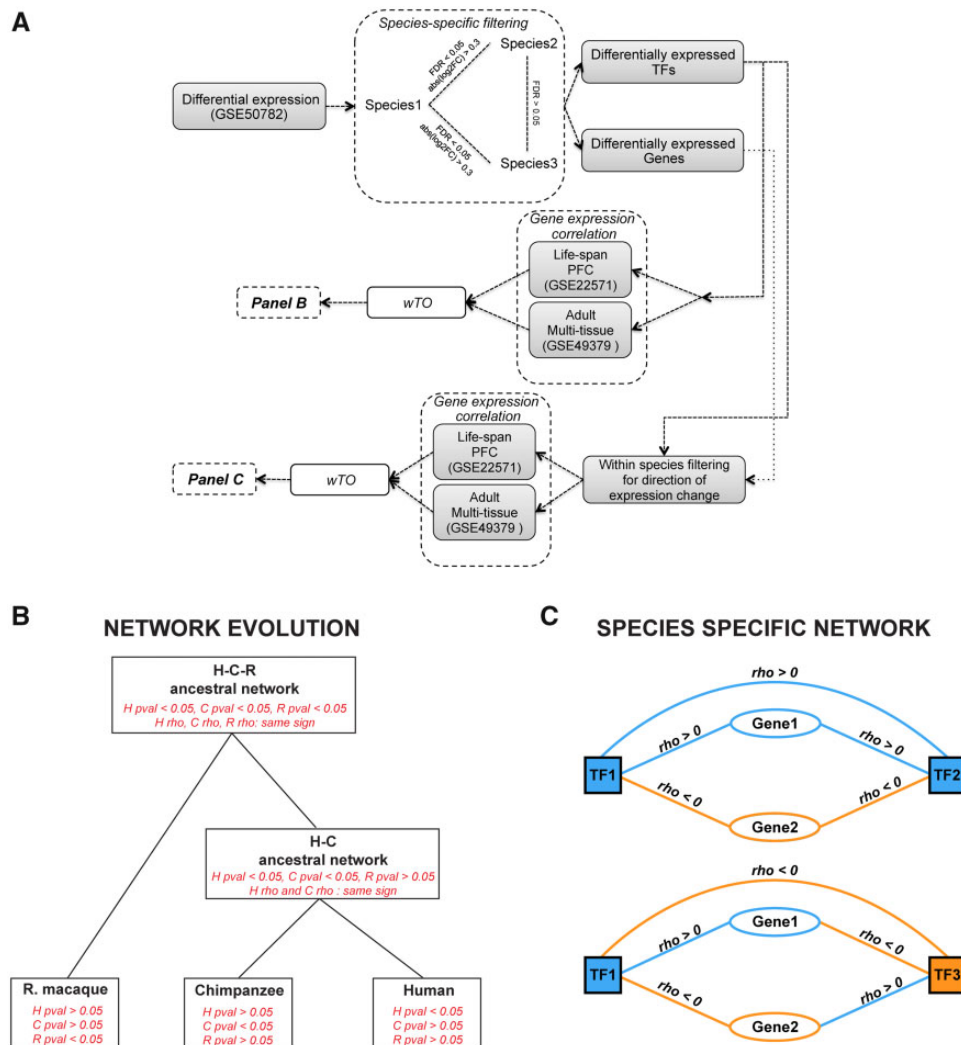 A
Species-specific filtering
Differential expression
(GSE50782)
Species1
Species2
Species3
FDR < 0.05
abs(log2FC) > 0.3
FDR < 0.05
abs(log2FC) > 0.3
FDR > 0.05
Differentially expressed
TFs
Differentially expressed
Genes
Gene expression
correlation
Life-span
PFC
(GSE22571)
Adult
Multi-tissue
(GSE49379)
wTO
Panel B
Gene expression
correlation
Life-span
PFC
(GSE22571)
Adult
Multi-tissue
(GSE49379 )
Within species filtering
for direction of
expression change
wTO
Panel C
B
NETWORK EVOLUTION
H-C-R
ancestral network
H pval < 0.05, C pval < 0.05, R pval < 0.05
H rho, C rho, R rho: same sign
H-C
ancestral network
H pval < 0.05, C pval < 0.05, R pval > 0.05
H rho and C rho : same sign
R. macaque
H pval > 0.05
C pval > 0.05
R pval < 0.05
Chimpanzee
H pval > 0.05
C pval < 0.05
R pval > 0.05
Human
H pval < 0.05
C pval > 0.05
R pval > 0.05
C
SPECIES SPECIFIC NETWORK
rho > 0
rho > 0
Gene1
rho > 0
TF1
TF2
rho < 0
Gene2
rho < 0
rho < 0
rho > 0
Gene1
rho < 0
TF1
TF3
rho < 0
Gene2
rho > 0